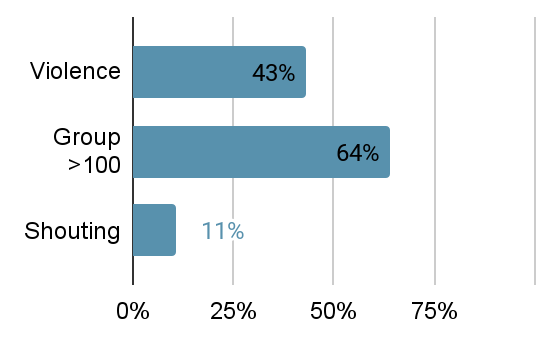 Violence
43%
Group
>100
64%
Shouting
11%
0%
25%
50%
75%